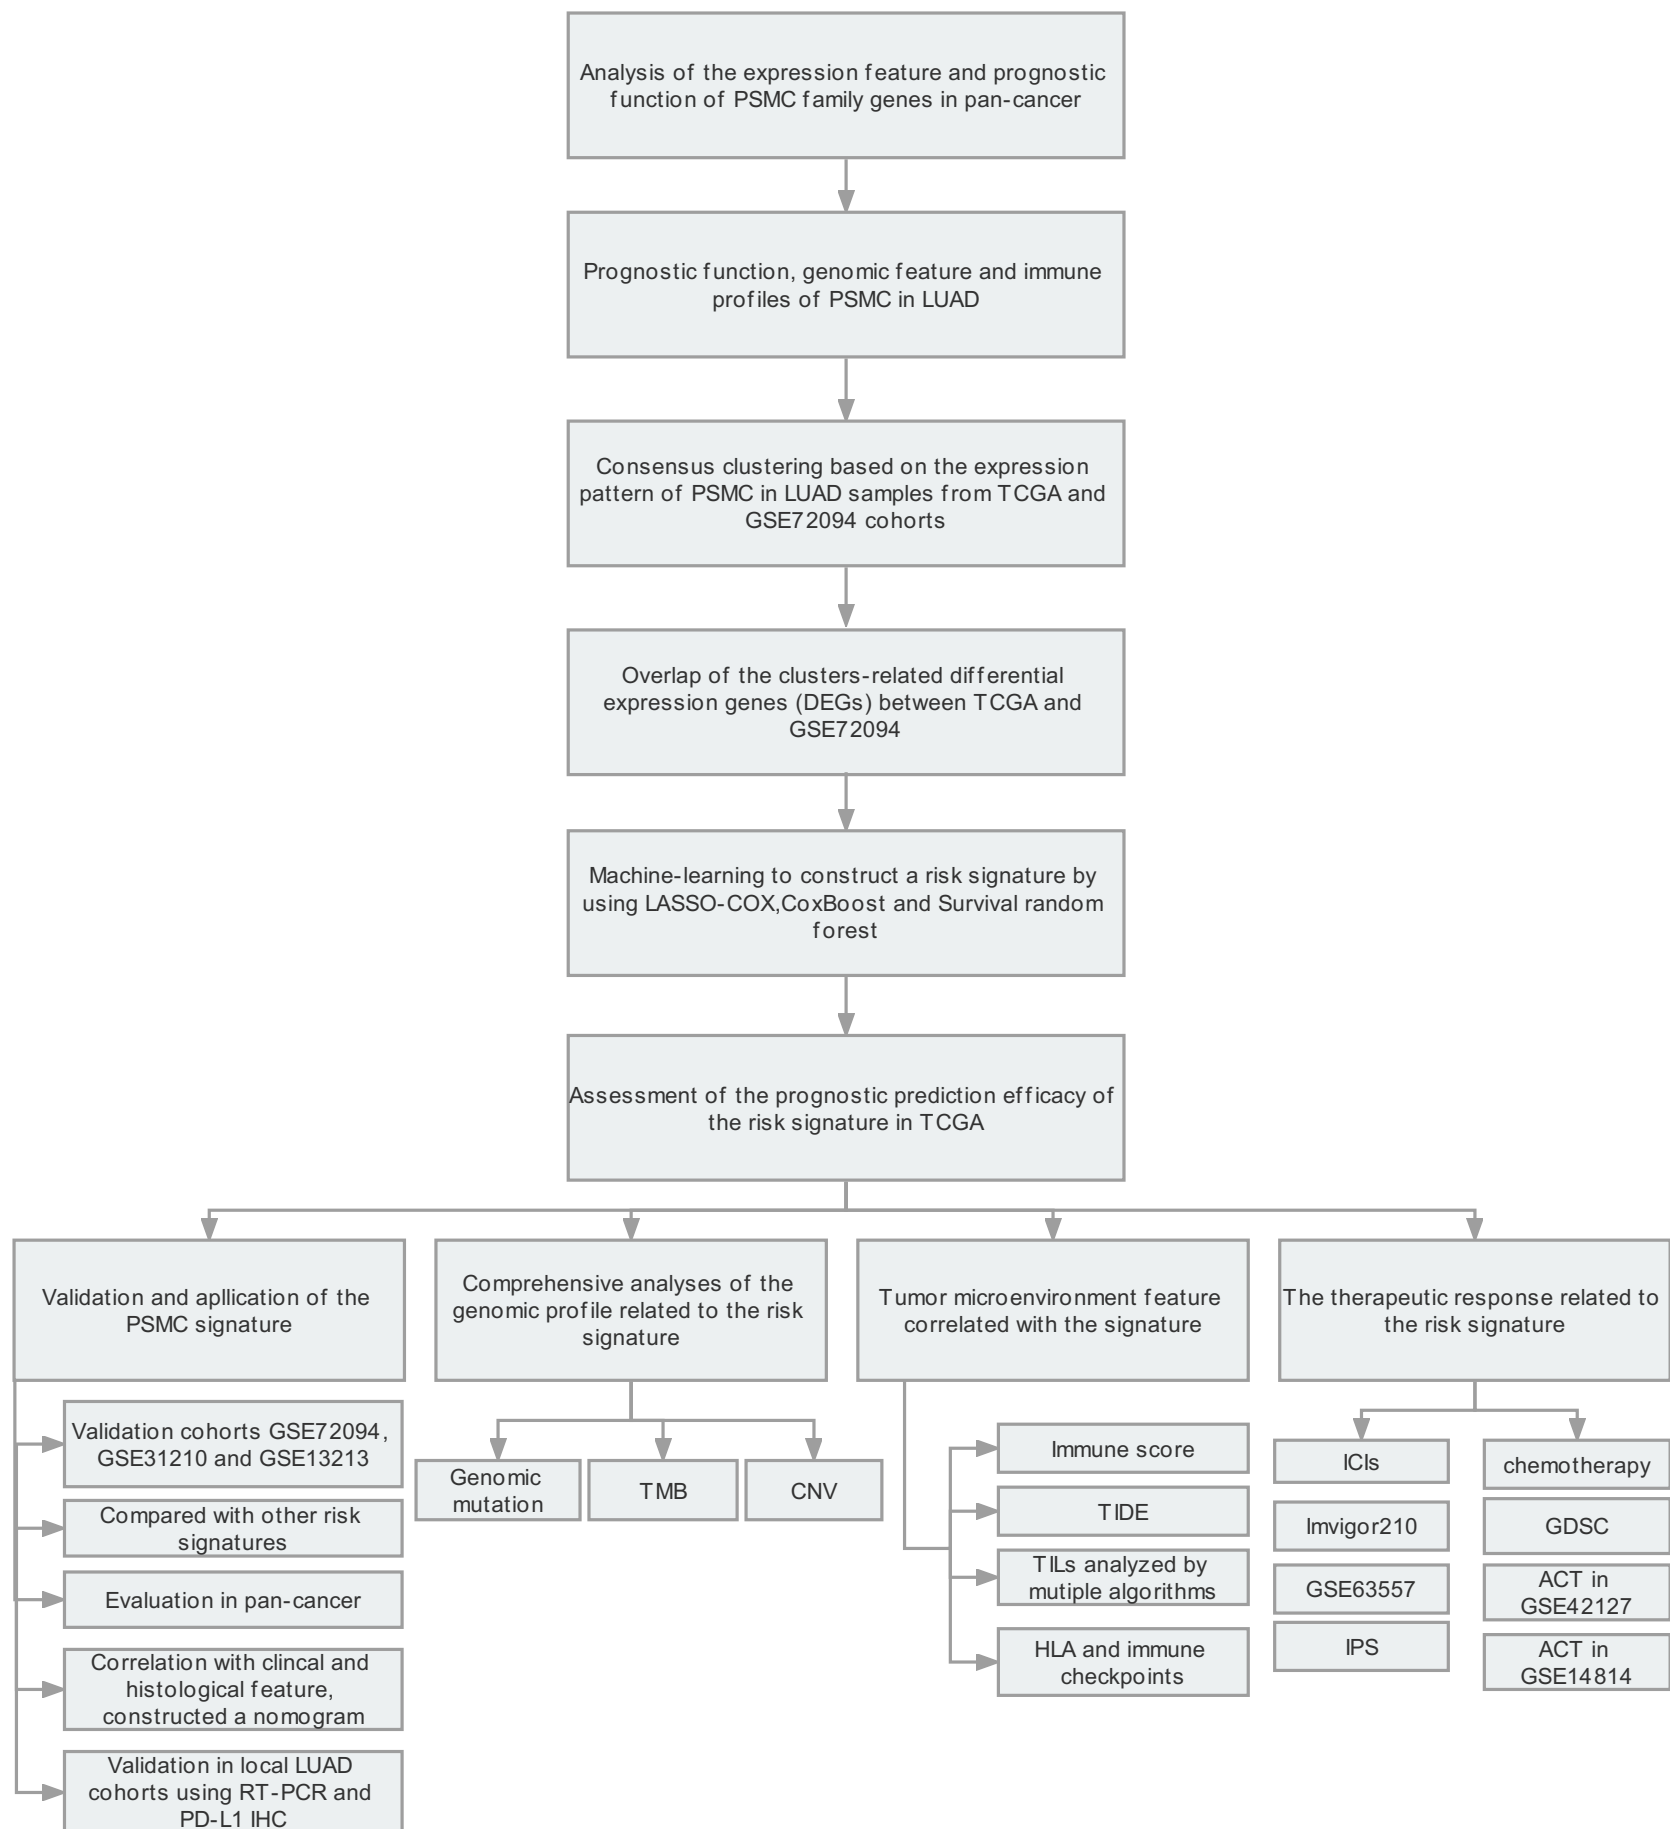 Analysis of the expression feature and prognostic
function of PSMC family genes in pan-cancer
Prognostic function, genomic feature and immune
profiles of PSMC in LUAD
Consensus clustering based on the expression
pattern of PSMC in LUAD samples from TCGA and
GSE72094 cohorts
Overlap of the clusters-related differential
expression genes (DEGs) between TCGA and
GSE72094
Machine-learning to construct a risk signature by
using LASSO-COX,CoxBoost and Survival random
forest
Assessment of the prognostic prediction efficacy of
the risk signature in TCGA
Validation and apllication of the
PSMC signature
Validation cohorts GSE72094,
GSE31210 and GSE13213
Compared with other risk
signatures
Evaluation in pan-cancer
Correlation with clincal and
histological feature,
constructed a nomogram
Validation in local LUAD
cohorts using RT-PCR and
PD-L1 IHC
Comprehensive analyses of the
genomic profile related to the risk
signature
Genomic
mutation
TMB
CNV
Tumor microenvironment feature
correlated with the signature
Immune score
TIDE
TILs analyzed by
mutiple algorithms
HLA and immune
checkpoints
The therapeutic response related to
the risk signature
ICIs
Imvigor210
GSE63557
IPS
chemotherapy
GDSC
ACT in
GSE42127
ACT in
GSE14814